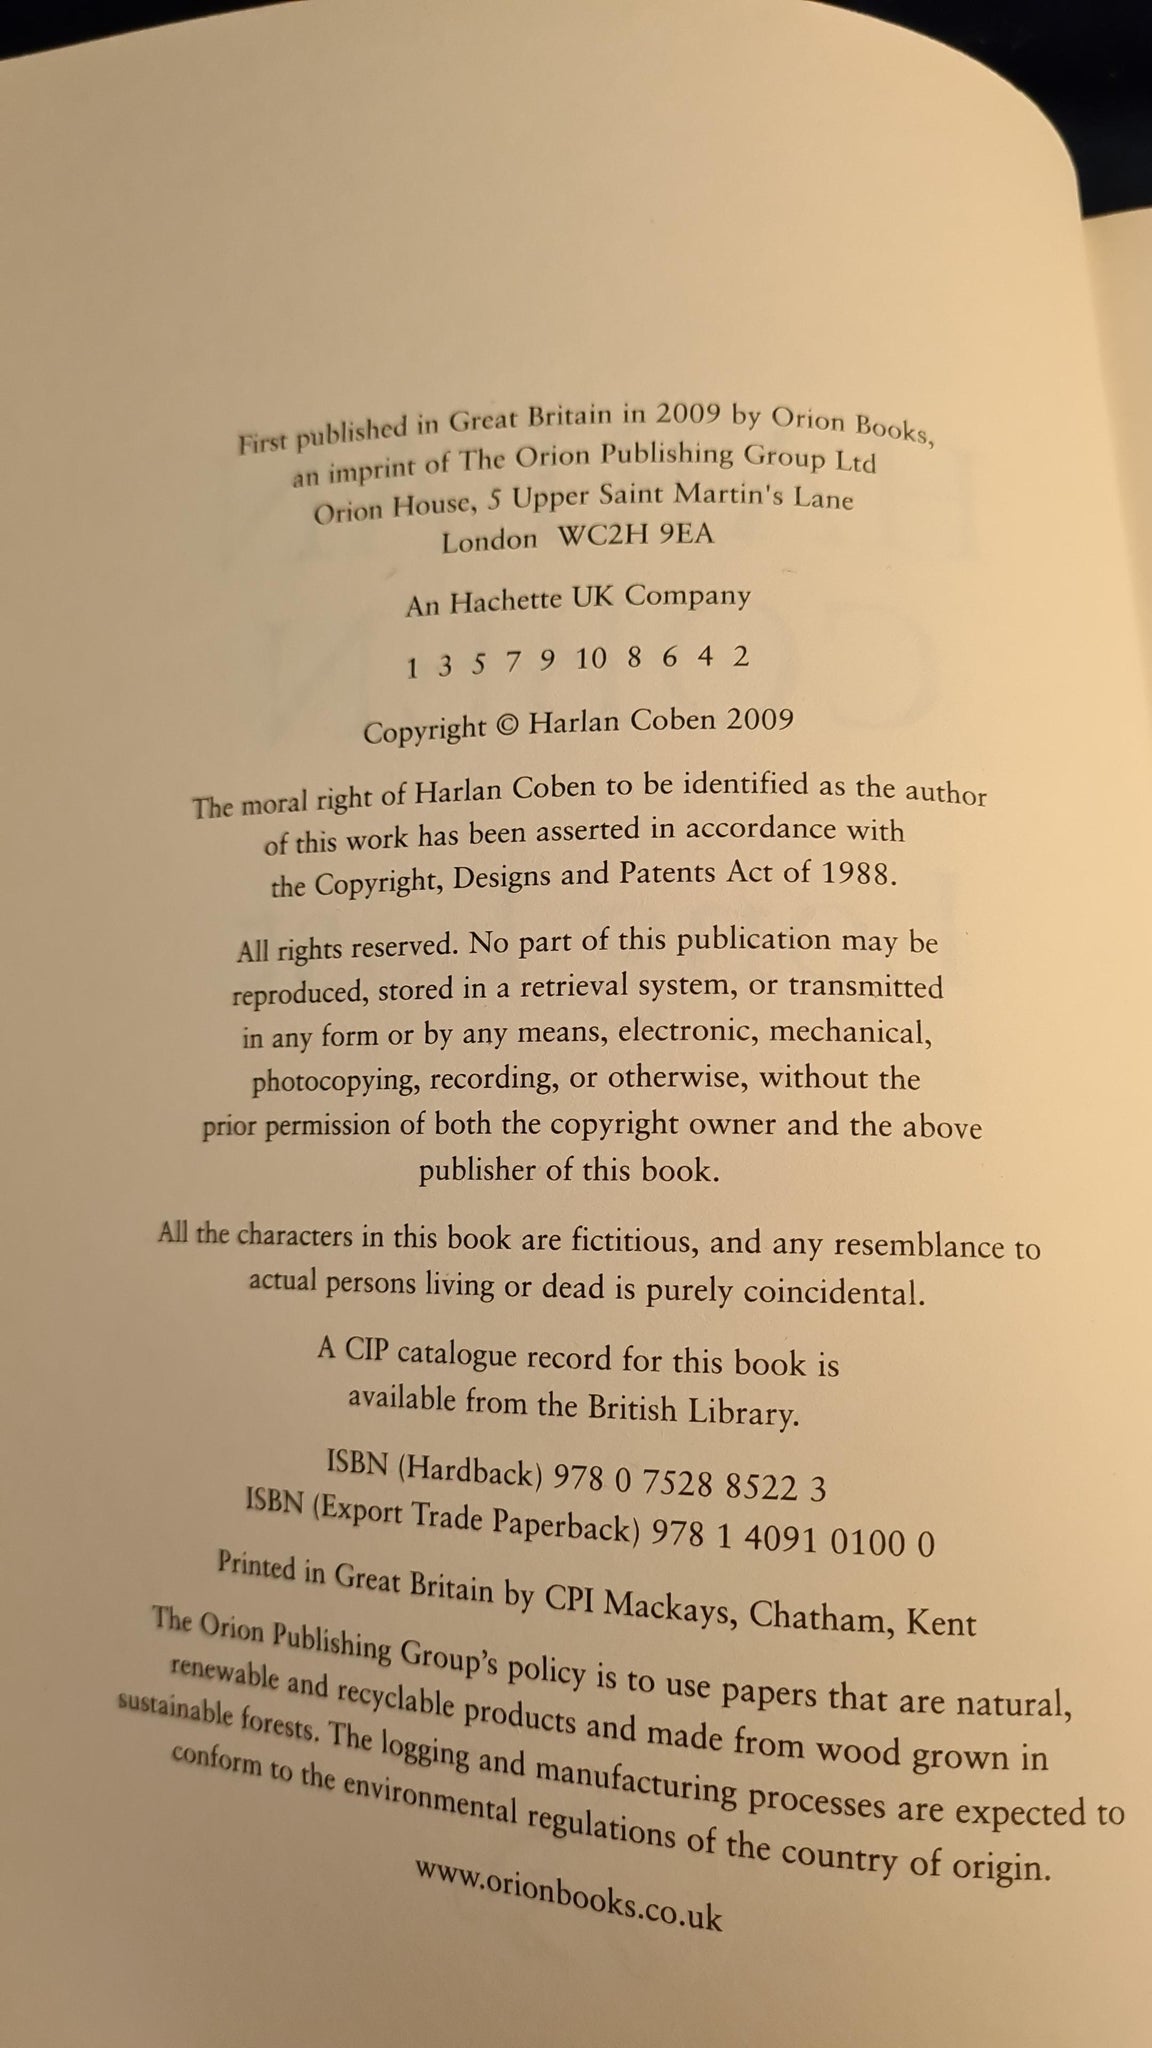 First published in Great Britain in 2009 by Orion Books,
an imprint of The Orion Publishing Group Ltd
Orion House, 5 Upper Saint Martin's Lane
London WC2H 9EA
An Hachette UK Company
1 3 5 7 9 10 8 6 4 2
Copyright © Harlan Coben 2009
The moral right of Harlan Coben to be identified as the author
of this work has been asserted in accordance with
the Copyright, Designs and Patents Act of 1988.
All rights reserved. No part of this publication may be
reproduced, stored in a retrieval system, or transmitted
in any form or by any means, electronic, mechanical,
photocopying, recording, or otherwise, without the
prior permission of both the copyright owner and the above
publisher of this book.
All the characters in this book are fictitious, and any resemblance to
actual persons living or dead is purely coincidental.
A CIP catalogue record for this book is
available from the British Library.
ISBN (Hardback) 978 0 7528 8522 3
ISBN (Export Trade Paperback) 978 1 4091 0100 0
Printed in Great Britain by CPI Mackays, Chatham, Kent
The Orion Publishing Group's policy is to use papers that are natural,
renewable and recyclable products and made from wood grown in
sustainable forests. The logging and manufacturing processes are expected to
conform to the environmental regulations of the country of origin.
www.orionbooks.co.uk